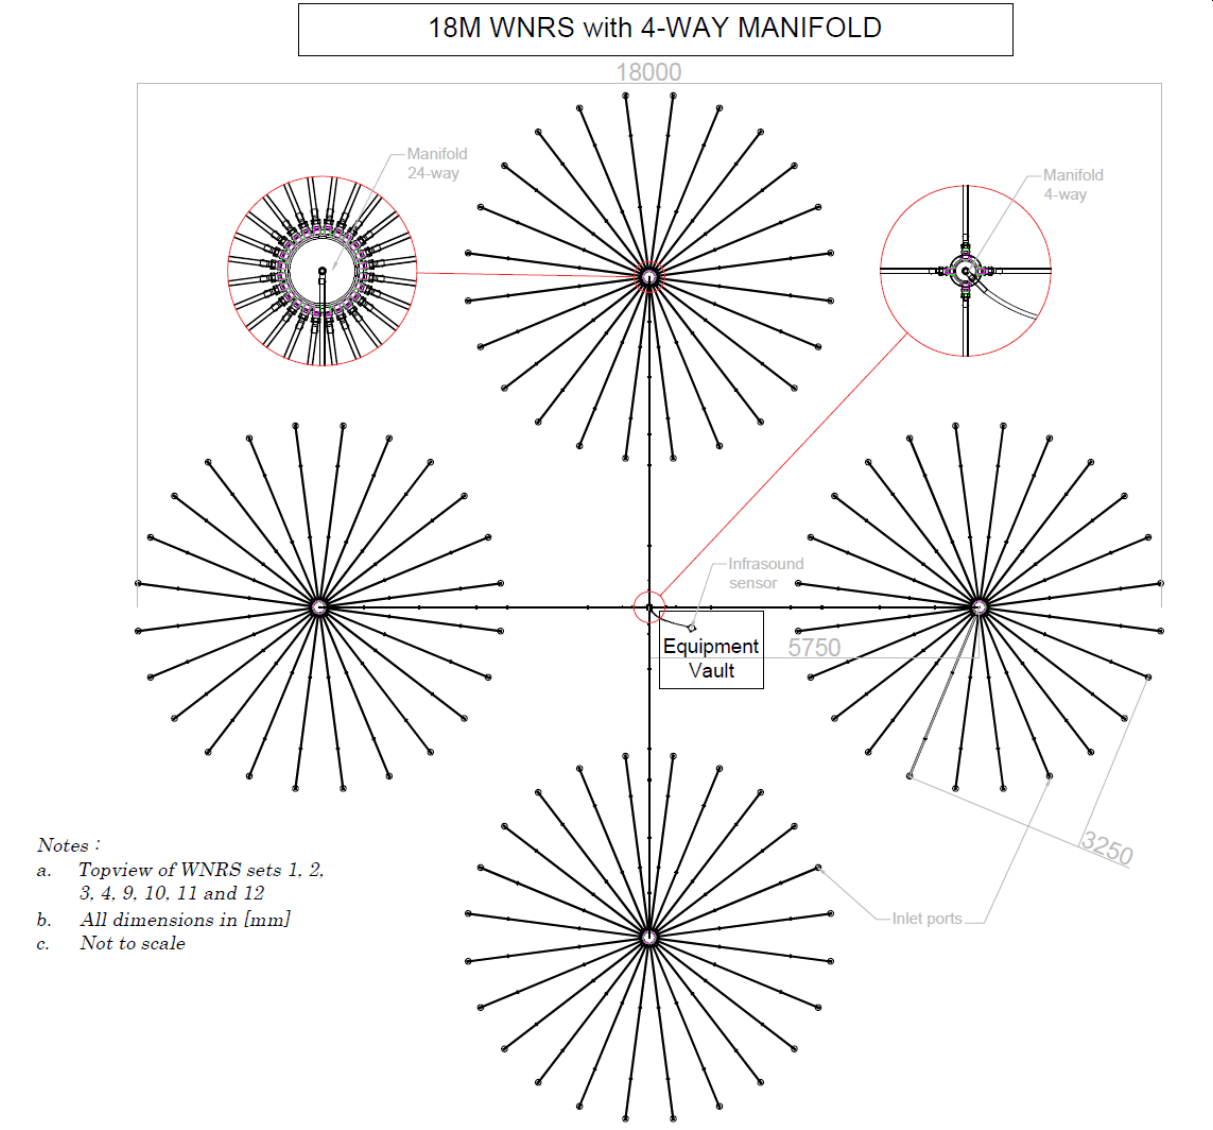 18M WNRS with 4-WAY MANIFOLD
18000
Manifold
24-way
Manifold
4-way
Infrasound
sensor
Equipment
Vault
5750
3250
Inlet ports
Notes :
a. Topview of WNRS sets 1, 2,
3, 4, 9, 10, 11 and 12
b. All dimensions in [mm]
c. Not to scale